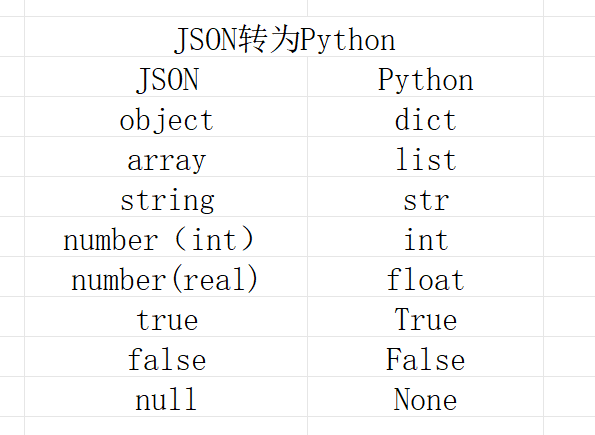 JSON转为Python
JSON Python
object dict
array list
string str
number（int） int
number(real) float
true True
false False
null None